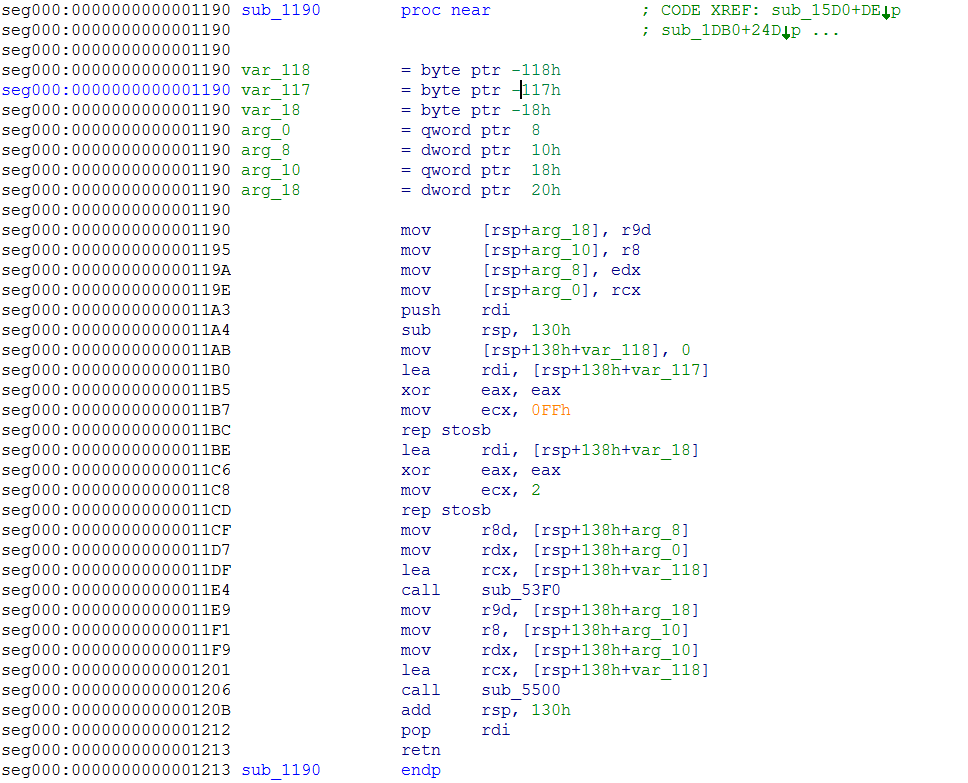 seg000:0000000000001190 sub_1190 proc near ; CODE XREF: sub_15D0+DE↓p
seg000:0000000000001190 ; sub_1DB0+24D↓p ...
seg000:0000000000001190
seg000:0000000000001190 var_118 = byte ptr -118h
seg000:0000000000001190 var_117 = byte ptr -117h
seg000:0000000000001190 var_18 = byte ptr -18h
seg000:0000000000001190 arg_0 = qword ptr 8
seg000:0000000000001190 arg_8 = dword ptr 10h
seg000:0000000000001190 arg_10 = qword ptr 18h
seg000:0000000000001190 arg_18 = dword ptr 20h
seg000:0000000000001190
seg000:0000000000001190 mov [rsp+arg_18], r9d
seg000:0000000000001195 mov [rsp+arg_10], r8
seg000:000000000000119A mov [rsp+arg_8], edx
seg000:000000000000119E mov [rsp+arg_0], rcx
seg000:00000000000011A3 push rdi
seg000:00000000000011A4 sub rsp, 130h
seg000:00000000000011AB mov [rsp+138h+var_118], 0
seg000:00000000000011B0 lea rdi, [rsp+138h+var_117]
seg000:00000000000011B5 xor eax, eax
seg000:00000000000011B7 mov ecx, 0FFh
seg000:00000000000011BC rep stosb
seg000:00000000000011BE lea rdi, [rsp+138h+var_18]
seg000:00000000000011C6 xor eax, eax
seg000:00000000000011C8 mov ecx, 2
seg000:00000000000011CD rep stosb
seg000:00000000000011CF mov r8d, [rsp+138h+arg_8]
seg000:00000000000011D7 mov rdx, [rsp+138h+arg_0]
seg000:00000000000011DF lea rcx, [rsp+138h+var_118]
seg000:00000000000011E4 call sub_53F0
seg000:00000000000011E9 mov r9d, [rsp+138h+arg_18]
seg000:00000000000011F1 mov r8, [rsp+138h+arg_10]
seg000:00000000000011F9 mov rdx, [rsp+138h+arg_10]
seg000:0000000000001201 lea rcx, [rsp+138h+var_118]
seg000:0000000000001206 call sub_5500
seg000:000000000000120B add rsp, 130h
seg000:0000000000001212 pop rdi
seg000:0000000000001213 retn
seg000:0000000000001213 sub_1190 endp